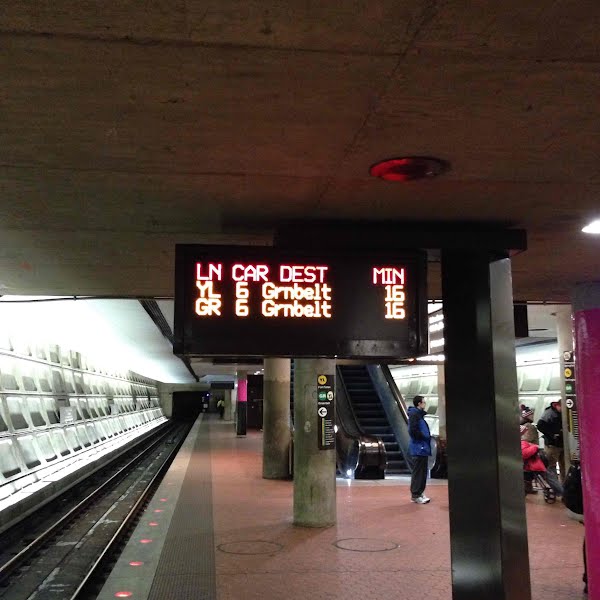 LN CAR DEST MIN
YL 6 Grnbelt 16
GR 6 Grnbelt 16